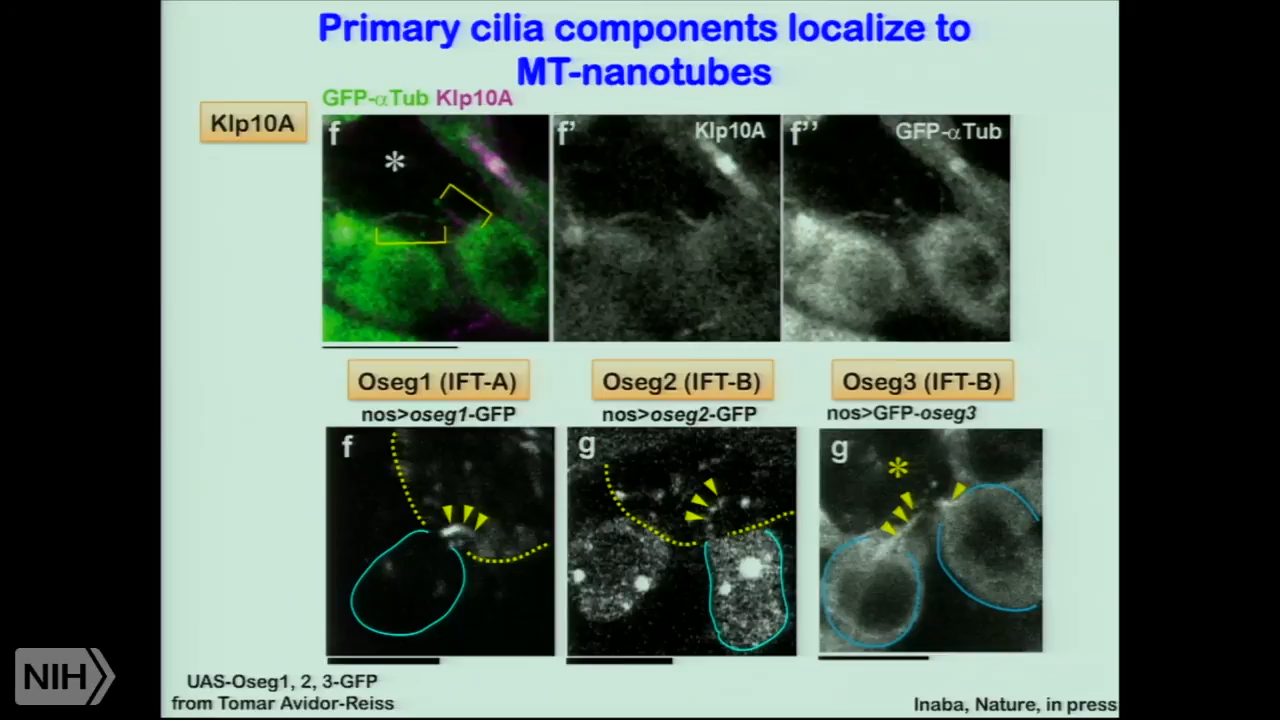 Primary cilia components localize to
MT-nanotubes
GFP-αTub Klp10A
Klp10A
f
*
f'
Klp10A
f''
GFP-αTub
Oseg1 (IFT-A)
Oseg2 (IFT-B)
Oseg3 (IFT-B)
nos>oseg1-GFP
nos>oseg2-GFP
nos>GFP-oseg3
f
g
g
*
NIH
UAS-Oseg1, 2, 3-GFP
from Tomar Avidor-Reiss
Inaba, Nature, in press